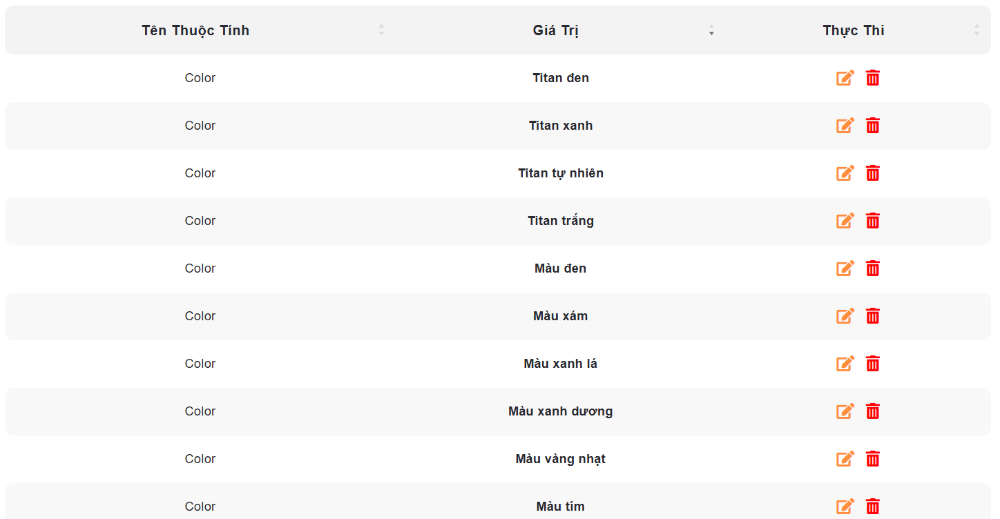 Tên Thuộc Tính Giá Trị Thực Thi
Color Titan đen
Color Titan xanh
Color Titan tự nhiên
Color Titan trắng
Color Màu đen
Color Màu xám
Color Màu xanh lá
Color Màu xanh dương
Color Màu vàng nhạt
Color Màu tím